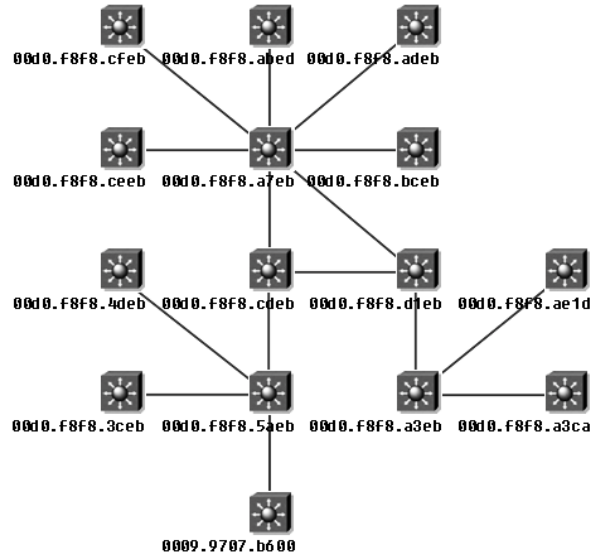 00d0.f8f8.cfeb 00d0.f8f8.abed 00d0.f8f8.adeb
00d0.f8f8.ceeb 00d0.f8f8.a7eb 00d0.f8f8.bceb
00d0.f8f8.4deb 00d0.f8f8.cdeb 00d0.f8f8.d1eb 00d0.f8f8.ae1d
00d0.f8f8.3ceb 00d0.f8f8.5aeb 00d0.f8f8.a3eb 00d0.f8f8.a3ca
0009.9707.b600